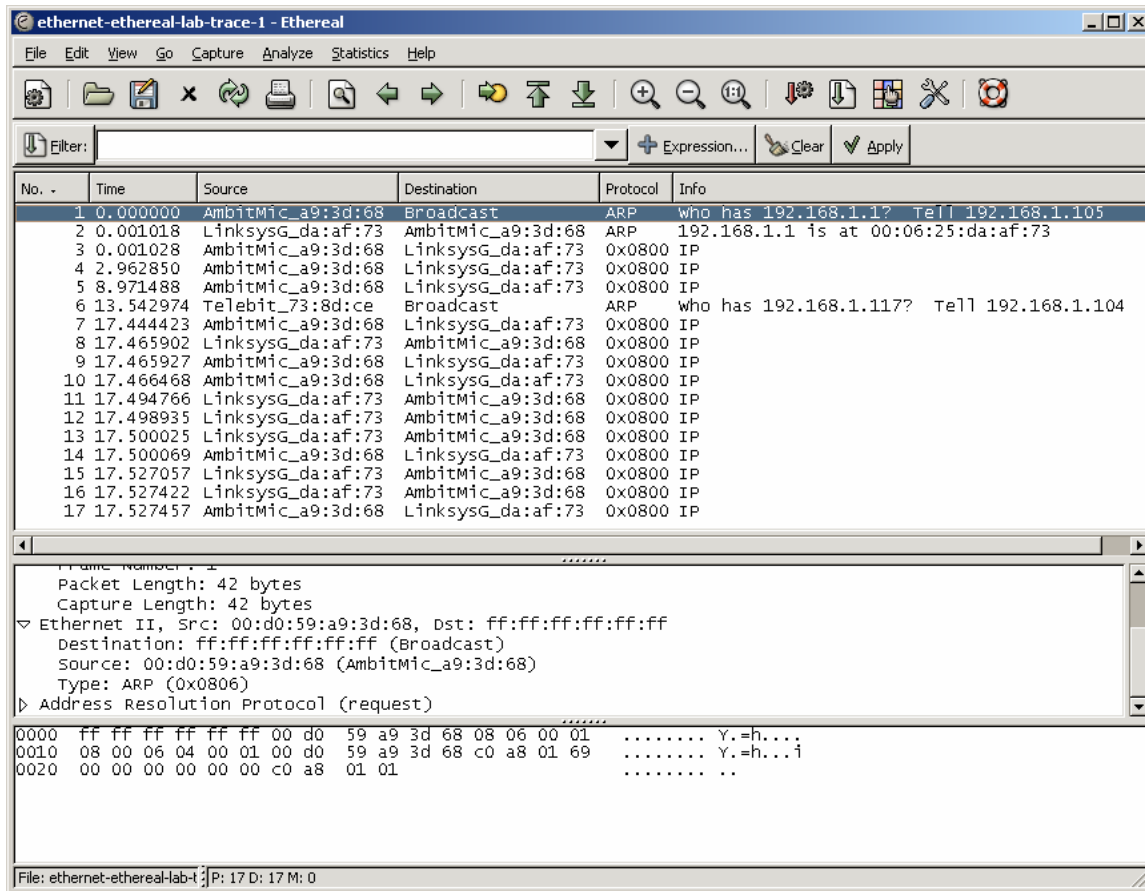 ethernet-ethereal-lab-trace-1 - Ethereal
File Edit View Go Capture Analyze Statistics Help
Filter: Expression... Clear Apply
No. Time Source Destination Protocol Info
1 0.000000 AmbitMic_a9:3d:68 Broadcast ARP Who has 192.168.1.1? Tell 192.168.1.105
2 0.001018 LinksysG_da:af:73 AmbitMic_a9:3d:68 ARP 192.168.1.1 is at 00:06:25:da:af:73
3 0.001028 AmbitMic_a9:3d:68 LinksysG_da:af:73 0x0800 IP
4 2.962850 AmbitMic_a9:3d:68 LinksysG_da:af:73 0x0800 IP
5 8.971488 AmbitMic_a9:3d:68 LinksysG_da:af:73 0x0800 IP
6 13.542974 Telebit_73:8d:ce Broadcast ARP Who has 192.168.1.117? Tell 192.168.1.104
7 17.444423 AmbitMic_a9:3d:68 LinksysG_da:af:73 0x0800 IP
8 17.465902 LinksysG_da:af:73 AmbitMic_a9:3d:68 0x0800 IP
9 17.465927 AmbitMic_a9:3d:68 LinksysG_da:af:73 0x0800 IP
10 17.466468 AmbitMic_a9:3d:68 LinksysG_da:af:73 0x0800 IP
11 17.494766 LinksysG_da:af:73 AmbitMic_a9:3d:68 0x0800 IP
12 17.498935 LinksysG_da:af:73 AmbitMic_a9:3d:68 0x0800 IP
13 17.500025 LinksysG_da:af:73 AmbitMic_a9:3d:68 0x0800 IP
14 17.500069 AmbitMic_a9:3d:68 LinksysG_da:af:73 0x0800 IP
15 17.527057 LinksysG_da:af:73 AmbitMic_a9:3d:68 0x0800 IP
16 17.527422 LinksysG_da:af:73 AmbitMic_a9:3d:68 0x0800 IP
17 17.527457 AmbitMic_a9:3d:68 LinksysG_da:af:73 0x0800 IP
Frame Number: 1
Packet Length: 42 bytes
Capture Length: 42 bytes
Ethernet II, Src: 00:d0:59:a9:3d:68, Dst: ff:ff:ff:ff:ff:ff
Destination: ff:ff:ff:ff:ff:ff (Broadcast)
Source: 00:d0:59:a9:3d:68 (AmbitMic_a9:3d:68)
Type: ARP (0x0806)
Address Resolution Protocol (request)
0000 ff ff ff ff ff ff 00 d0 59 a9 3d 68 08 06 00 01 ........ Y.=h....
0010 08 00 06 04 00 01 00 d0 59 a9 3d 68 c0 a8 01 69 ........ Y.=h...i
0020 00 00 00 00 00 00 c0 a8 01 01 ........ ..
File: ethernet-ethereal-lab-t P: 17 D: 17 M: 0